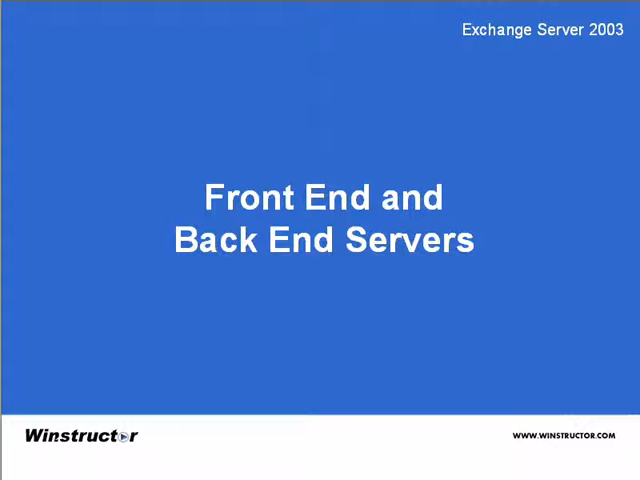 Exchange Server 2003
Front End and
Back End Servers
Winstructor
WWW.WINSTRUCTOR.COM